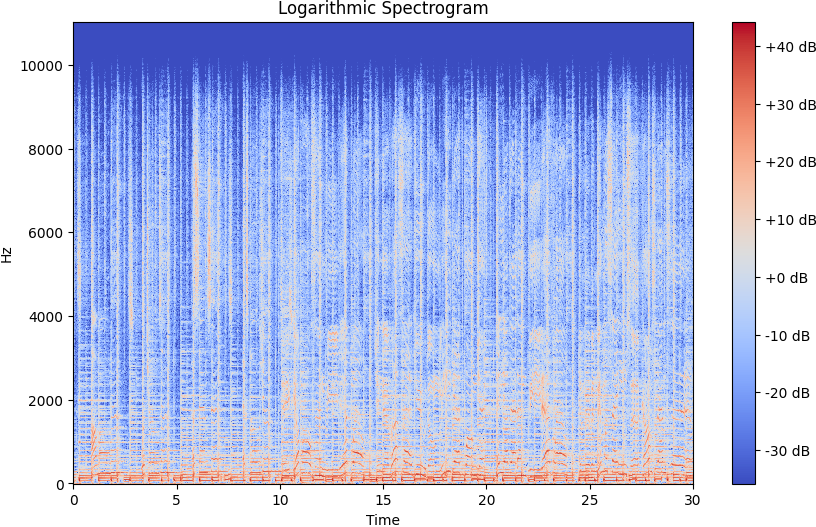 Logarithmic Spectrogram
Hz
10000
8000
6000
4000
2000
0
0 5 10 15 20 25 30
Time
+40 dB
+30 dB
+20 dB
+10 dB
+0 dB
-10 dB
-20 dB
-30 dB